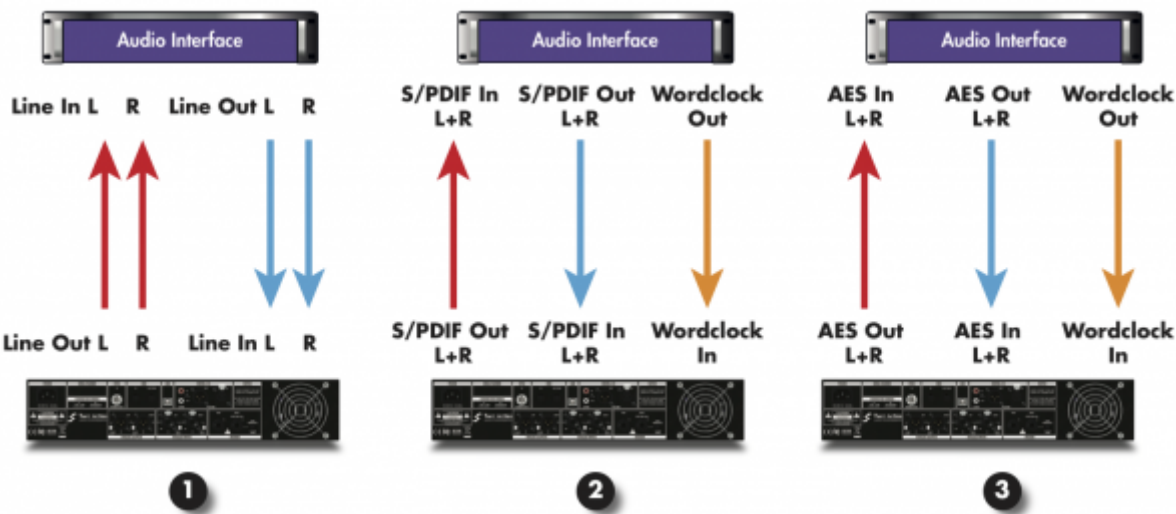 Audio Interface
Line In L R Line Out L R
Line Out L R Line In L R
1
Audio Interface
S/PDIF In S/PDIF Out Wordclock
L+R L+R Out
S/PDIF Out S/PDIF In Wordclock
L+R L+R In
2
Audio Interface
AES In AES Out Wordclock
L+R L+R Out
AES Out AES In Wordclock
L+R L+R In
3